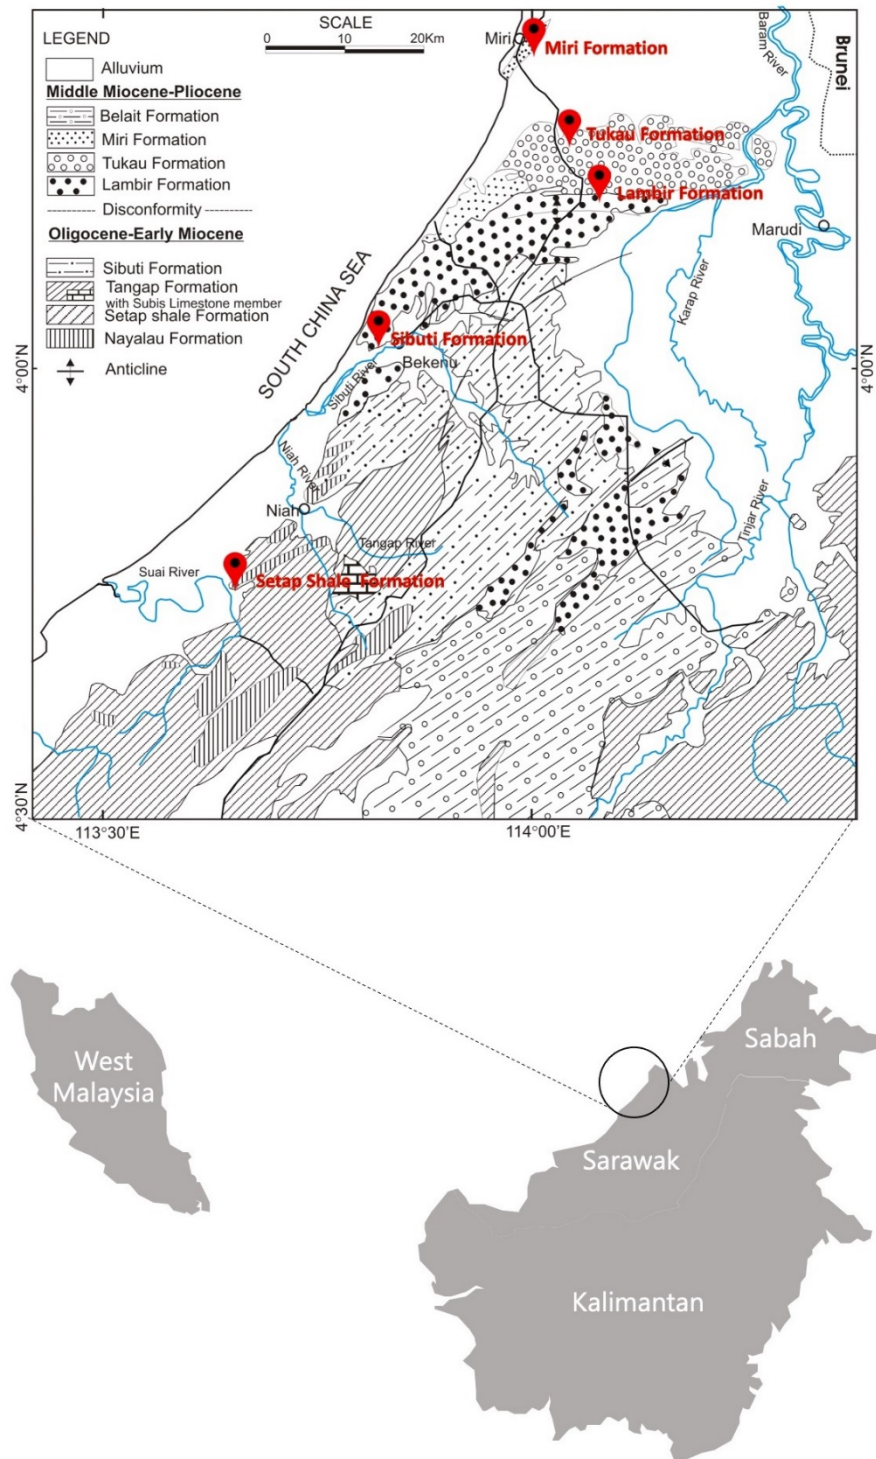 SCALE
0 10 20Km
LEGEND
Alluvium
Middle Miocene-Pliocene
Belait Formation
Miri Formation
Tukau Formation
Lambir Formation
Disconformity
Oligocene-Early Miocene
Sibuti Formation
Tangap Formation
with Subis Limestone member
Setap shale Formation
Nayalau Formation
Anticline
Miri
Miri Formation
Baram River
Brunei
Tukau Formation
Lambir Formation
Marudi
Karap River
SOUTH CHINA SEA
Sibuti Formation
Bekenu
Sibuti River
4°00'N
4°00'N
Niah River
Niah
Tangap River
Tinjar River
Suai River
Setap Shale Formation
4°30'N
4°30'N
113°30'E
114°00'E
West
Malaysia
Sabah
Sarawak
Kalimantan